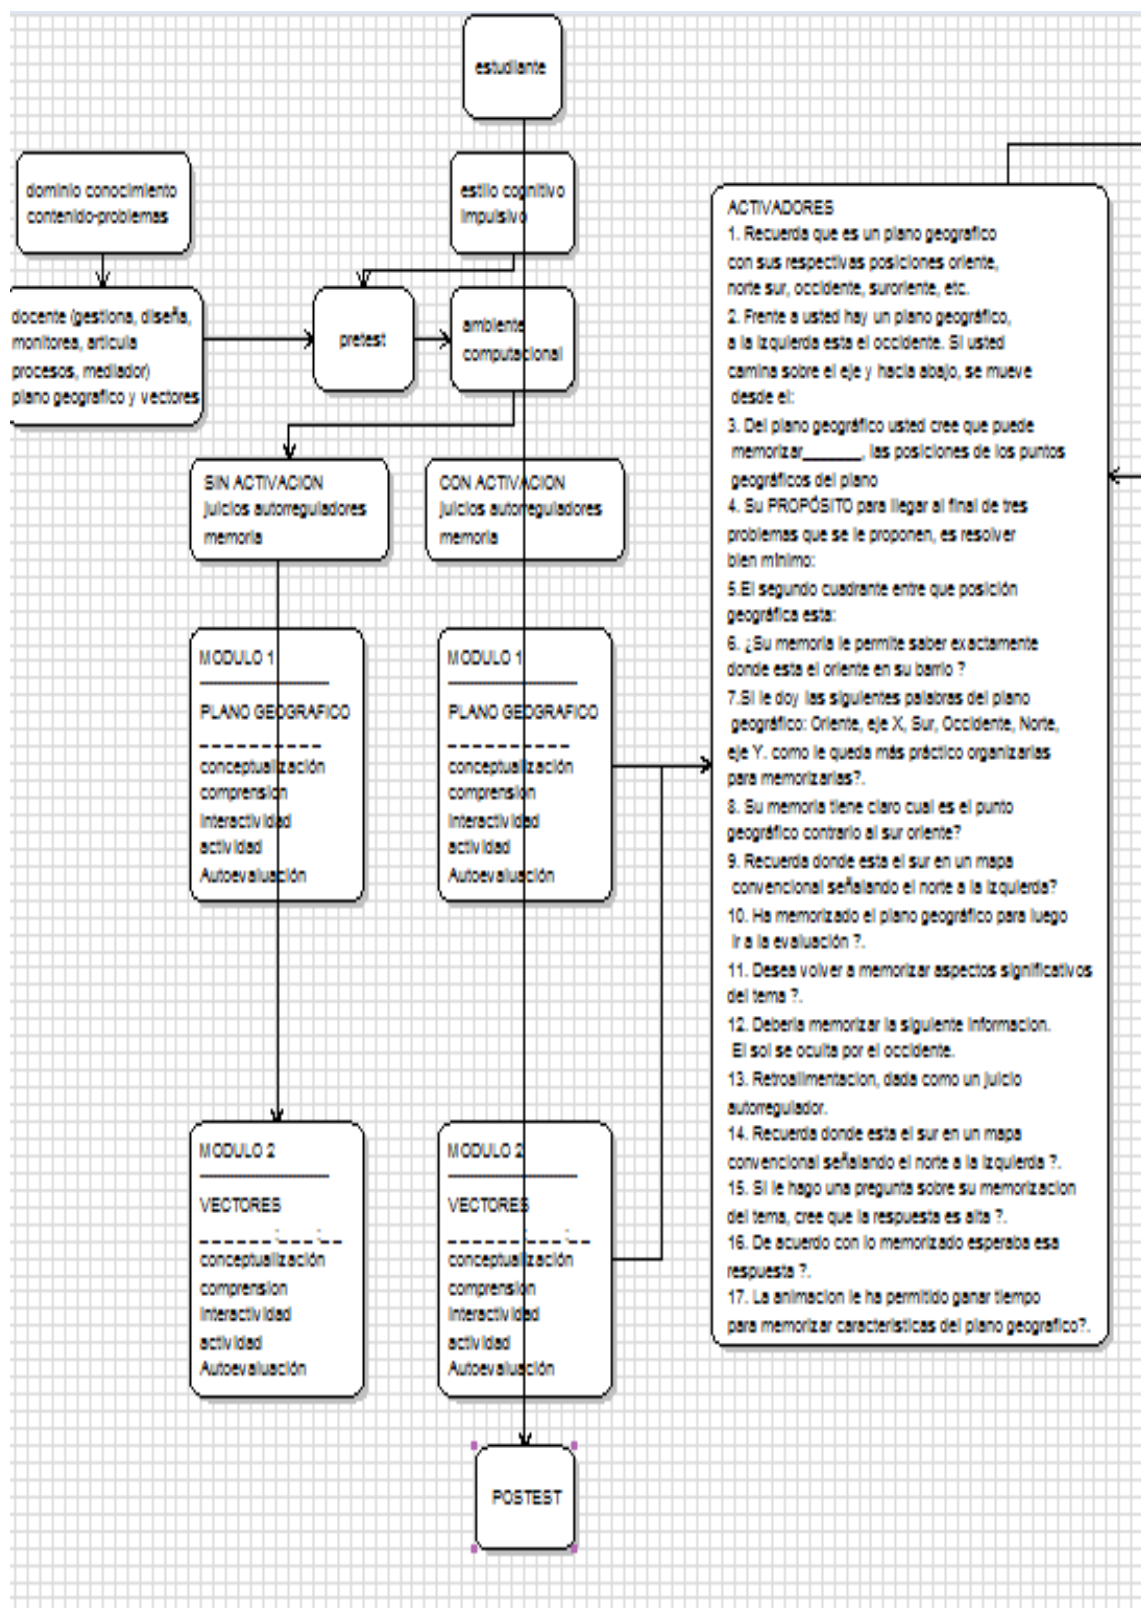 estudiante
dominio conocimiento
contenido-problemas
estilo cognitivo
impulsivo
docente (gestiona, diseña,
monitorea, articula
procesos, mediador)
plano geografico y vectores
pretest
ambiente
computacional
SIN ACTIVACION
juicios autorreguladores
memoria
CON ACTIVACION
juicios autorreguladores
memoria
MODULO 1
PLANO GEOGRAFICO
conceptualización
comprension
interactividad
actividad
Autoevaluación
MODULO 1
PLANO GEOGRAFICO
conceptualización
comprension
interactividad
actividad
Autoevaluación
MODULO 2
VECTORES
conceptualización
comprension
interactividad
actividad
Autoevaluación
MODULO 2
VECTORES
conceptualización
comprension
interactividad
actividad
Autoevaluación
POSTEST
ACTIVADORES
1. Recuerda que es un plano geografico
con sus respectivas posiciones oriente,
norte sur, occidente, suroriente, etc.
2. Frente a usted hay un plano geográfico,
a la izquierda esta el occidente. Si usted
camina sobre el eje y hacia abajo, se mueve
desde el:
3. Del plano geográfico usted cree que puede
memorizar_______, las posiciones de los puntos
geográficos del plano
4. Su PROPÓSITO para llegar al final de tres
problemas que se le proponen, es resolver
bien mínimo:
5.El segundo cuadrante entre que posición
geográfica esta:
6. ¿Su memoria le permite saber exactamente
donde esta el oriente en su barrio ?
7.Si le doy las siguientes palabras del plano
geográfico: Oriente, eje X, Sur, Occidente, Norte,
eje Y. como le queda más práctico organizarlas
para memorizarlas?.
8. Su memoria tiene claro cual es el punto
geográfico contrario al sur oriente?
9. Recuerda donde esta el sur en un mapa
convencional señalando el norte a la izquierda?
10. Ha memorizado el plano geográfico para luego
ir a la evaluación ?.
11. Desea volver a memorizar aspectos significativos
del tema ?.
12. Deberia memorizar la siguiente informacion.
El sol se oculta por el occidente.
13. Retroalimentacion, dada como un juicio
autorregulador.
14. Recuerda donde esta el sur en un mapa
convencional señalando el norte a la izquierda ?.
15. Si le hago una pregunta sobre su memorizacion
del tema, cree que la respuesta es alta ?.
16. De acuerdo con lo memorizado esperaba esa
respuesta ?.
17. La animacion le ha permitido ganar tiempo
para memorizar caracteristicas del plano geografico?.